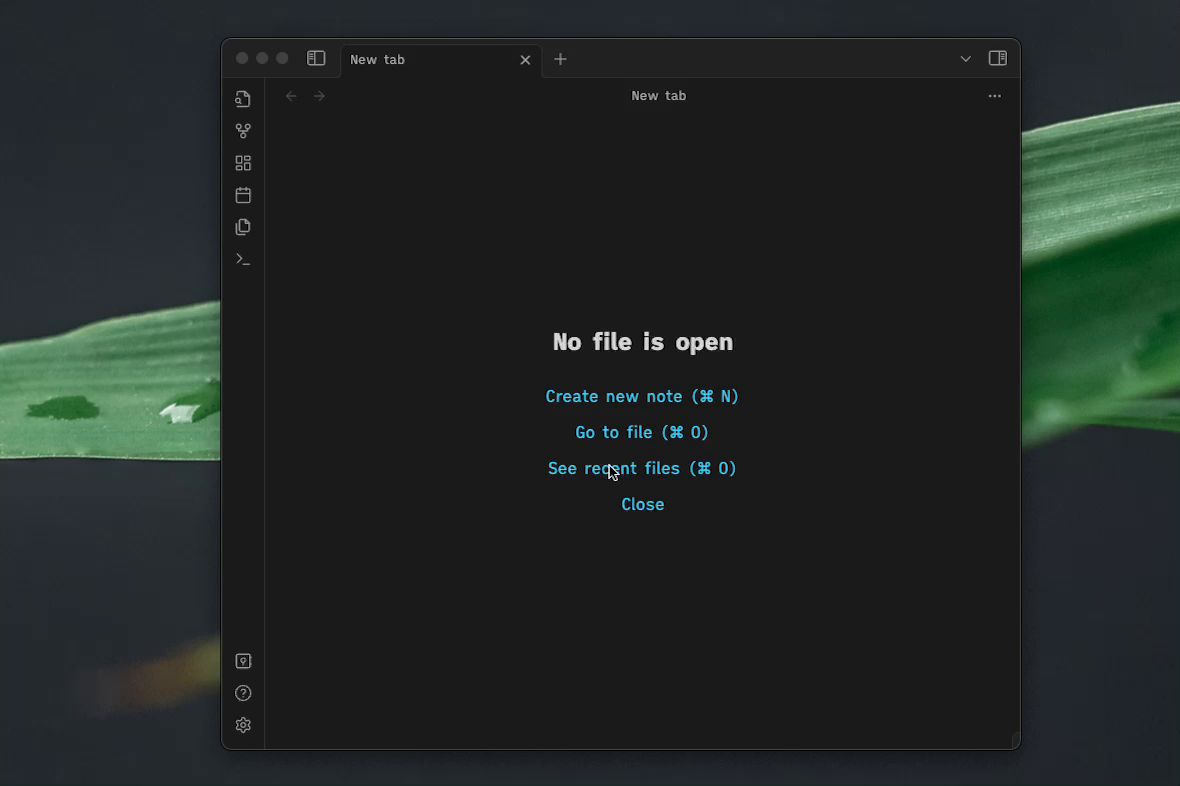 New tab
New tab
No file is open
Create new note (⌘ N)
Go to file (⌘ O)
See recent files (⌘ O)
Close